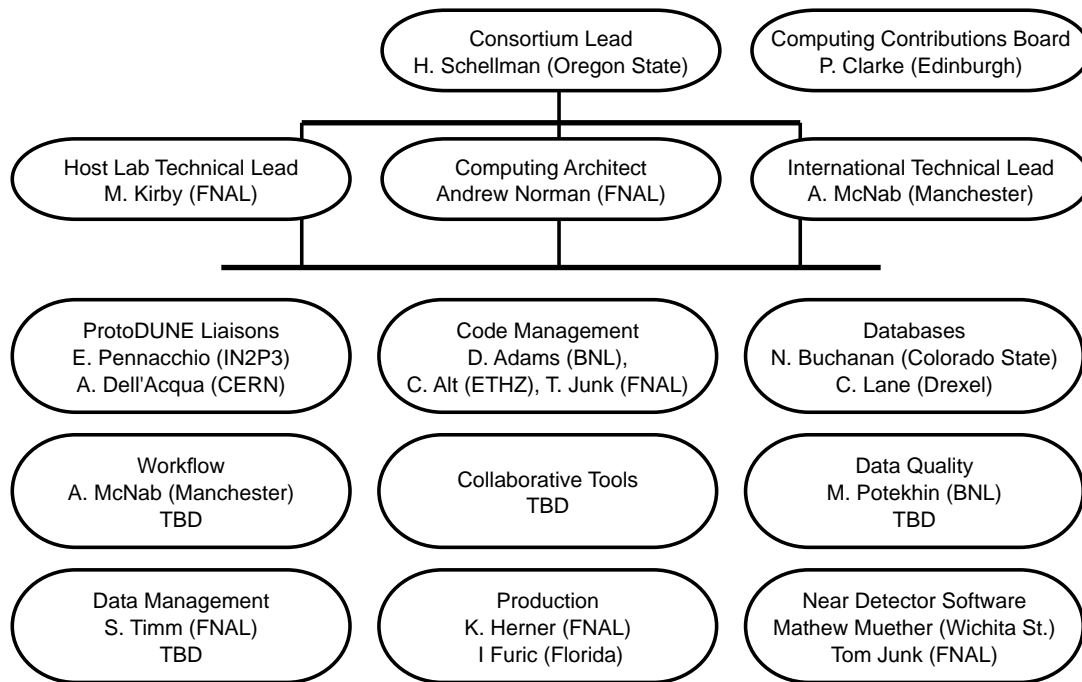 Consortium Lead
H. Schellman (Oregon State)
Computing Contributions Board
P. Clarke (Edinburgh)
Host Lab Technical Lead
M. Kirby (FNAL)
Computing Architect
Andrew Norman (FNAL)
International Technical Lead
A. McNab (Manchester)
ProtoDUNE Liaisons
E. Pennacchio (IN2P3)
A. Dell'Acqua (CERN)
Code Management
D. Adams (BNL),
C. Alt (ETHZ), T. Junk (FNAL)
Databases
N. Buchanan (Colorado State)
C. Lane (Drexel)
Workflow
A. McNab (Manchester)
TBD
Collaborative Tools
TBD
Data Quality
M. Potekhin (BNL)
TBD
Data Management
S. Timm (FNAL)
TBD
Production
K. Herner (FNAL)
I Furic (Florida)
Near Detector Software
Mathew Muether (Wichita St.)
Tom Junk (FNAL)